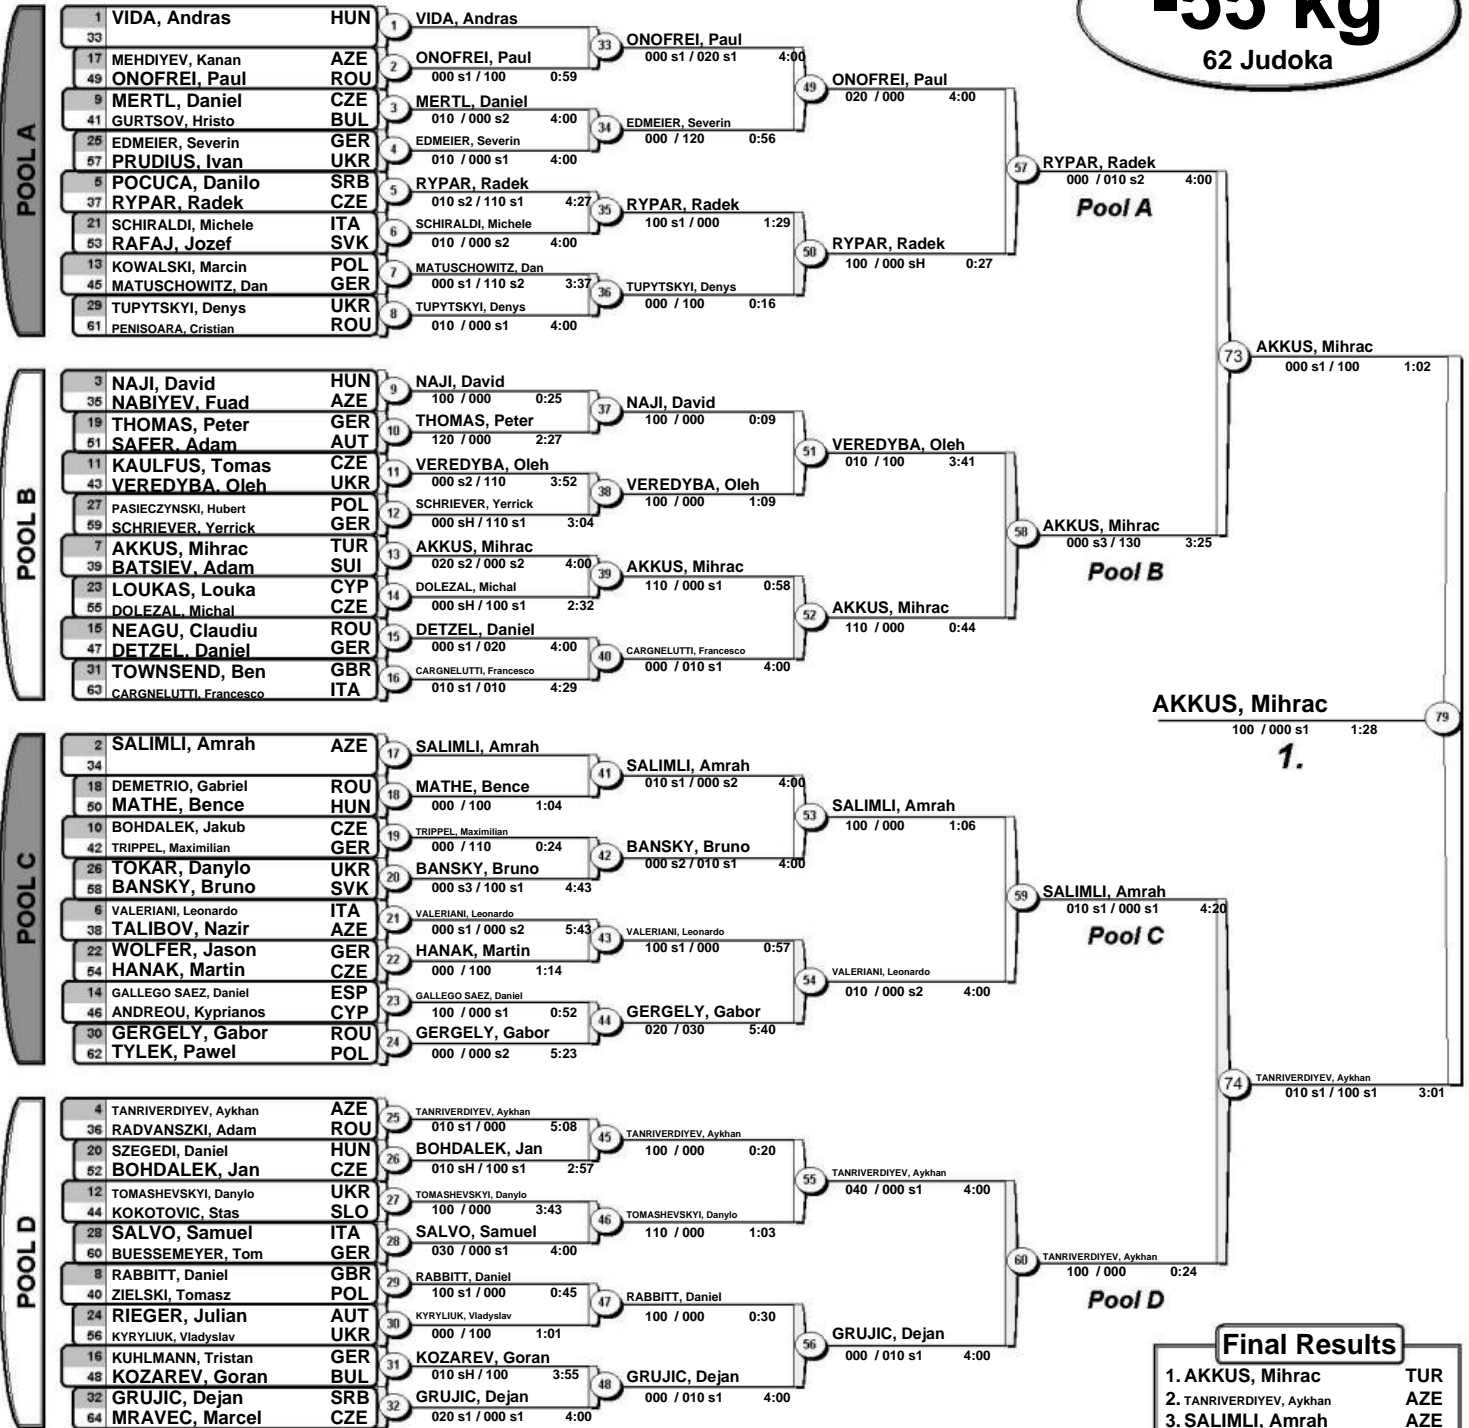 -55 kg
62 Judoka
POOL A
1 VIDA, Andras HUN
33
17 MEHDIYEV, Kanan AZE
49 ONOFREI, Paul ROU
9 MERTL, Daniel CZE
41 GURTSOV, Hristo BUL
25 EDMEIER, Severin GER
57 PRUDIUS, Ivan UKR
5 POCUCA, Danilo SRB
37 RYPAR, Radek CZE
21 SCHIRALDI, Michele ITA
53 RAFAJ, Jozef SVK
13 KOWALSKI, Marcin POL
45 MATUSCHOWITZ, Dan GER
29 TUPYTSKYI, Denys UKR
61 PENISOARA, Cristian ROU
1 VIDA, Andras
2 ONOFREI, Paul
000 s1 / 100 0:59
3 MERTL, Daniel
010 / 000 s2 4:00
4 EDMEIER, Severin
010 / 000 s1 4:00
5 RYPAR, Radek
010 s2 / 110 s1 4:27
6 SCHIRALDI, Michele
010 / 000 s2 4:00
7 MATUSCHOWITZ, Dan
000 s1 / 110 s2 3:37
8 TUPYTSKYI, Denys
010 / 000 s1 4:00
33 ONOFREI, Paul
000 s1 / 020 s1 4:00
34 EDMEIER, Severin
000 / 120 0:56
35 RYPAR, Radek
100 s1 / 000 1:29
36 TUPYTSKYI, Denys
000 / 100 0:16
49 ONOFREI, Paul
020 / 000 4:00
50 RYPAR, Radek
100 / 000 sH 0:27
57 RYPAR, Radek
000 / 010 s2 4:00
Pool A
POOL B
3 NAJI, David HUN
35 NABIYEV, Fuad AZE
19 THOMAS, Peter GER
51 SAFER, Adam AUT
11 KAULFUS, Tomas CZE
43 VEREDYBA, Oleh UKR
27 PASIECZYNSKI, Hubert POL
59 SCHRIEVER, Yerrick GER
7 AKKUS, Mihrac TUR
39 BATSIEV, Adam SUI
23 LOUKAS, Louka CYP
55 DOLEZAL, Michal CZE
15 NEAGU, Claudiu ROU
47 DETZEL, Daniel GER
31 TOWNSEND, Ben GBR
63 CARGNELUTTI, Francesco ITA
9 NAJI, David
100 / 000 0:25
10 THOMAS, Peter
120 / 000 2:27
11 VEREDYBA, Oleh
000 s2 / 110 3:52
12 SCHRIEVER, Yerrick
000 sH / 110 s1 3:04
13 AKKUS, Mihrac
020 s2 / 000 s2 4:00
14 DOLEZAL, Michal
000 sH / 100 s1 2:32
15 DETZEL, Daniel
000 s1 / 020 4:00
16 CARGNELUTTI, Francesco
010 s1 / 010 4:29
37 NAJI, David
100 / 000 0:09
38 VEREDYBA, Oleh
100 / 000 1:09
39 AKKUS, Mihrac
110 / 000 s1 0:58
40 CARGNELUTTI, Francesco
000 / 010 s1 4:00
51 VEREDYBA, Oleh
010 / 100 3:41
52 AKKUS, Mihrac
110 / 000 0:44
58 AKKUS, Mihrac
000 s3 / 130 3:25
Pool B
73 AKKUS, Mihrac
000 s1 / 100 1:02
AKKUS, Mihrac 79
100 / 000 s1 1:28
1.
POOL C
2 SALIMLI, Amrah AZE
34
18 DEMETRIO, Gabriel ROU
50 MATHE, Bence HUN
10 BOHDALEK, Jakub CZE
42 TRIPPEL, Maximilian GER
26 TOKAR, Danylo UKR
58 BANSKY, Bruno SVK
6 VALERIANI, Leonardo ITA
38 TALIBOV, Nazir AZE
22 WOLFER, Jason GER
54 HANAK, Martin CZE
14 GALLEGO SAEZ, Daniel ESP
46 ANDREOU, Kyprianos CYP
30 GERGELY, Gabor ROU
62 TYLEK, Pawel POL
17 SALIMLI, Amrah
18 MATHE, Bence
000 / 100 1:04
19 TRIPPEL, Maximilian
000 / 110 0:24
20 BANSKY, Bruno
000 s3 / 100 s1 4:43
21 VALERIANI, Leonardo
000 s1 / 000 s2 5:43
22 HANAK, Martin
000 / 100 1:14
23 GALLEGO SAEZ, Daniel
100 / 000 s1 0:52
24 GERGELY, Gabor
000 / 000 s2 5:23
41 SALIMLI, Amrah
010 s1 / 000 s2 4:00
42 BANSKY, Bruno
000 s2 / 010 s1 4:00
43 VALERIANI, Leonardo
100 s1 / 000 0:57
44 GERGELY, Gabor
020 / 030 5:40
53 SALIMLI, Amrah
100 / 000 1:06
54 VALERIANI, Leonardo
010 / 000 s2 4:00
59 SALIMLI, Amrah
010 s1 / 000 s1 4:20
Pool C
POOL D
4 TANRIVERDIYEV, Aykhan AZE
36 RADVANSZKI, Adam ROU
20 SZEGEDI, Daniel HUN
52 BOHDALEK, Jan CZE
12 TOMASHEVSKYI, Danylo UKR
44 KOKOTOVIC, Stas SLO
28 SALVO, Samuel ITA
60 BUESSEMEYER, Tom GER
8 RABBITT, Daniel GBR
40 ZIELSKI, Tomasz POL
24 RIEGER, Julian AUT
56 KYRYLIUK, Vladyslav UKR
16 KUHLMANN, Tristan GER
48 KOZAREV, Goran BUL
32 GRUJIC, Dejan SRB
64 MRAVEC, Marcel CZE
25 TANRIVERDIYEV, Aykhan
010 s1 / 000 5:08
26 BOHDALEK, Jan
010 sH / 100 s1 2:57
27 TOMASHEVSKYI, Danylo
100 / 000 3:43
28 SALVO, Samuel
030 / 000 s1 4:00
29 RABBITT, Daniel
100 s1 / 000 0:45
30 KYRYLIUK, Vladyslav
000 / 100 1:01
31 KOZAREV, Goran
010 sH / 100 3:55
32 GRUJIC, Dejan
020 s1 / 000 s1 4:00
45 TANRIVERDIYEV, Aykhan
100 / 000 0:20
46 TOMASHEVSKYI, Danylo
110 / 000 1:03
47 RABBITT, Daniel
100 / 000 0:30
48 GRUJIC, Dejan
000 / 010 s1 4:00
55 TANRIVERDIYEV, Aykhan
040 / 000 s1 4:00
56 GRUJIC, Dejan
000 / 010 s1 4:00
60 TANRIVERDIYEV, Aykhan
100 / 000 0:24
Pool D
74 TANRIVERDIYEV, Aykhan
010 s1 / 100 s1 3:01
Final Results
1. AKKUS, Mihrac TUR
2. TANRIVERDIYEV, Aykhan AZE
3. SALIMLI, Amrah AZE